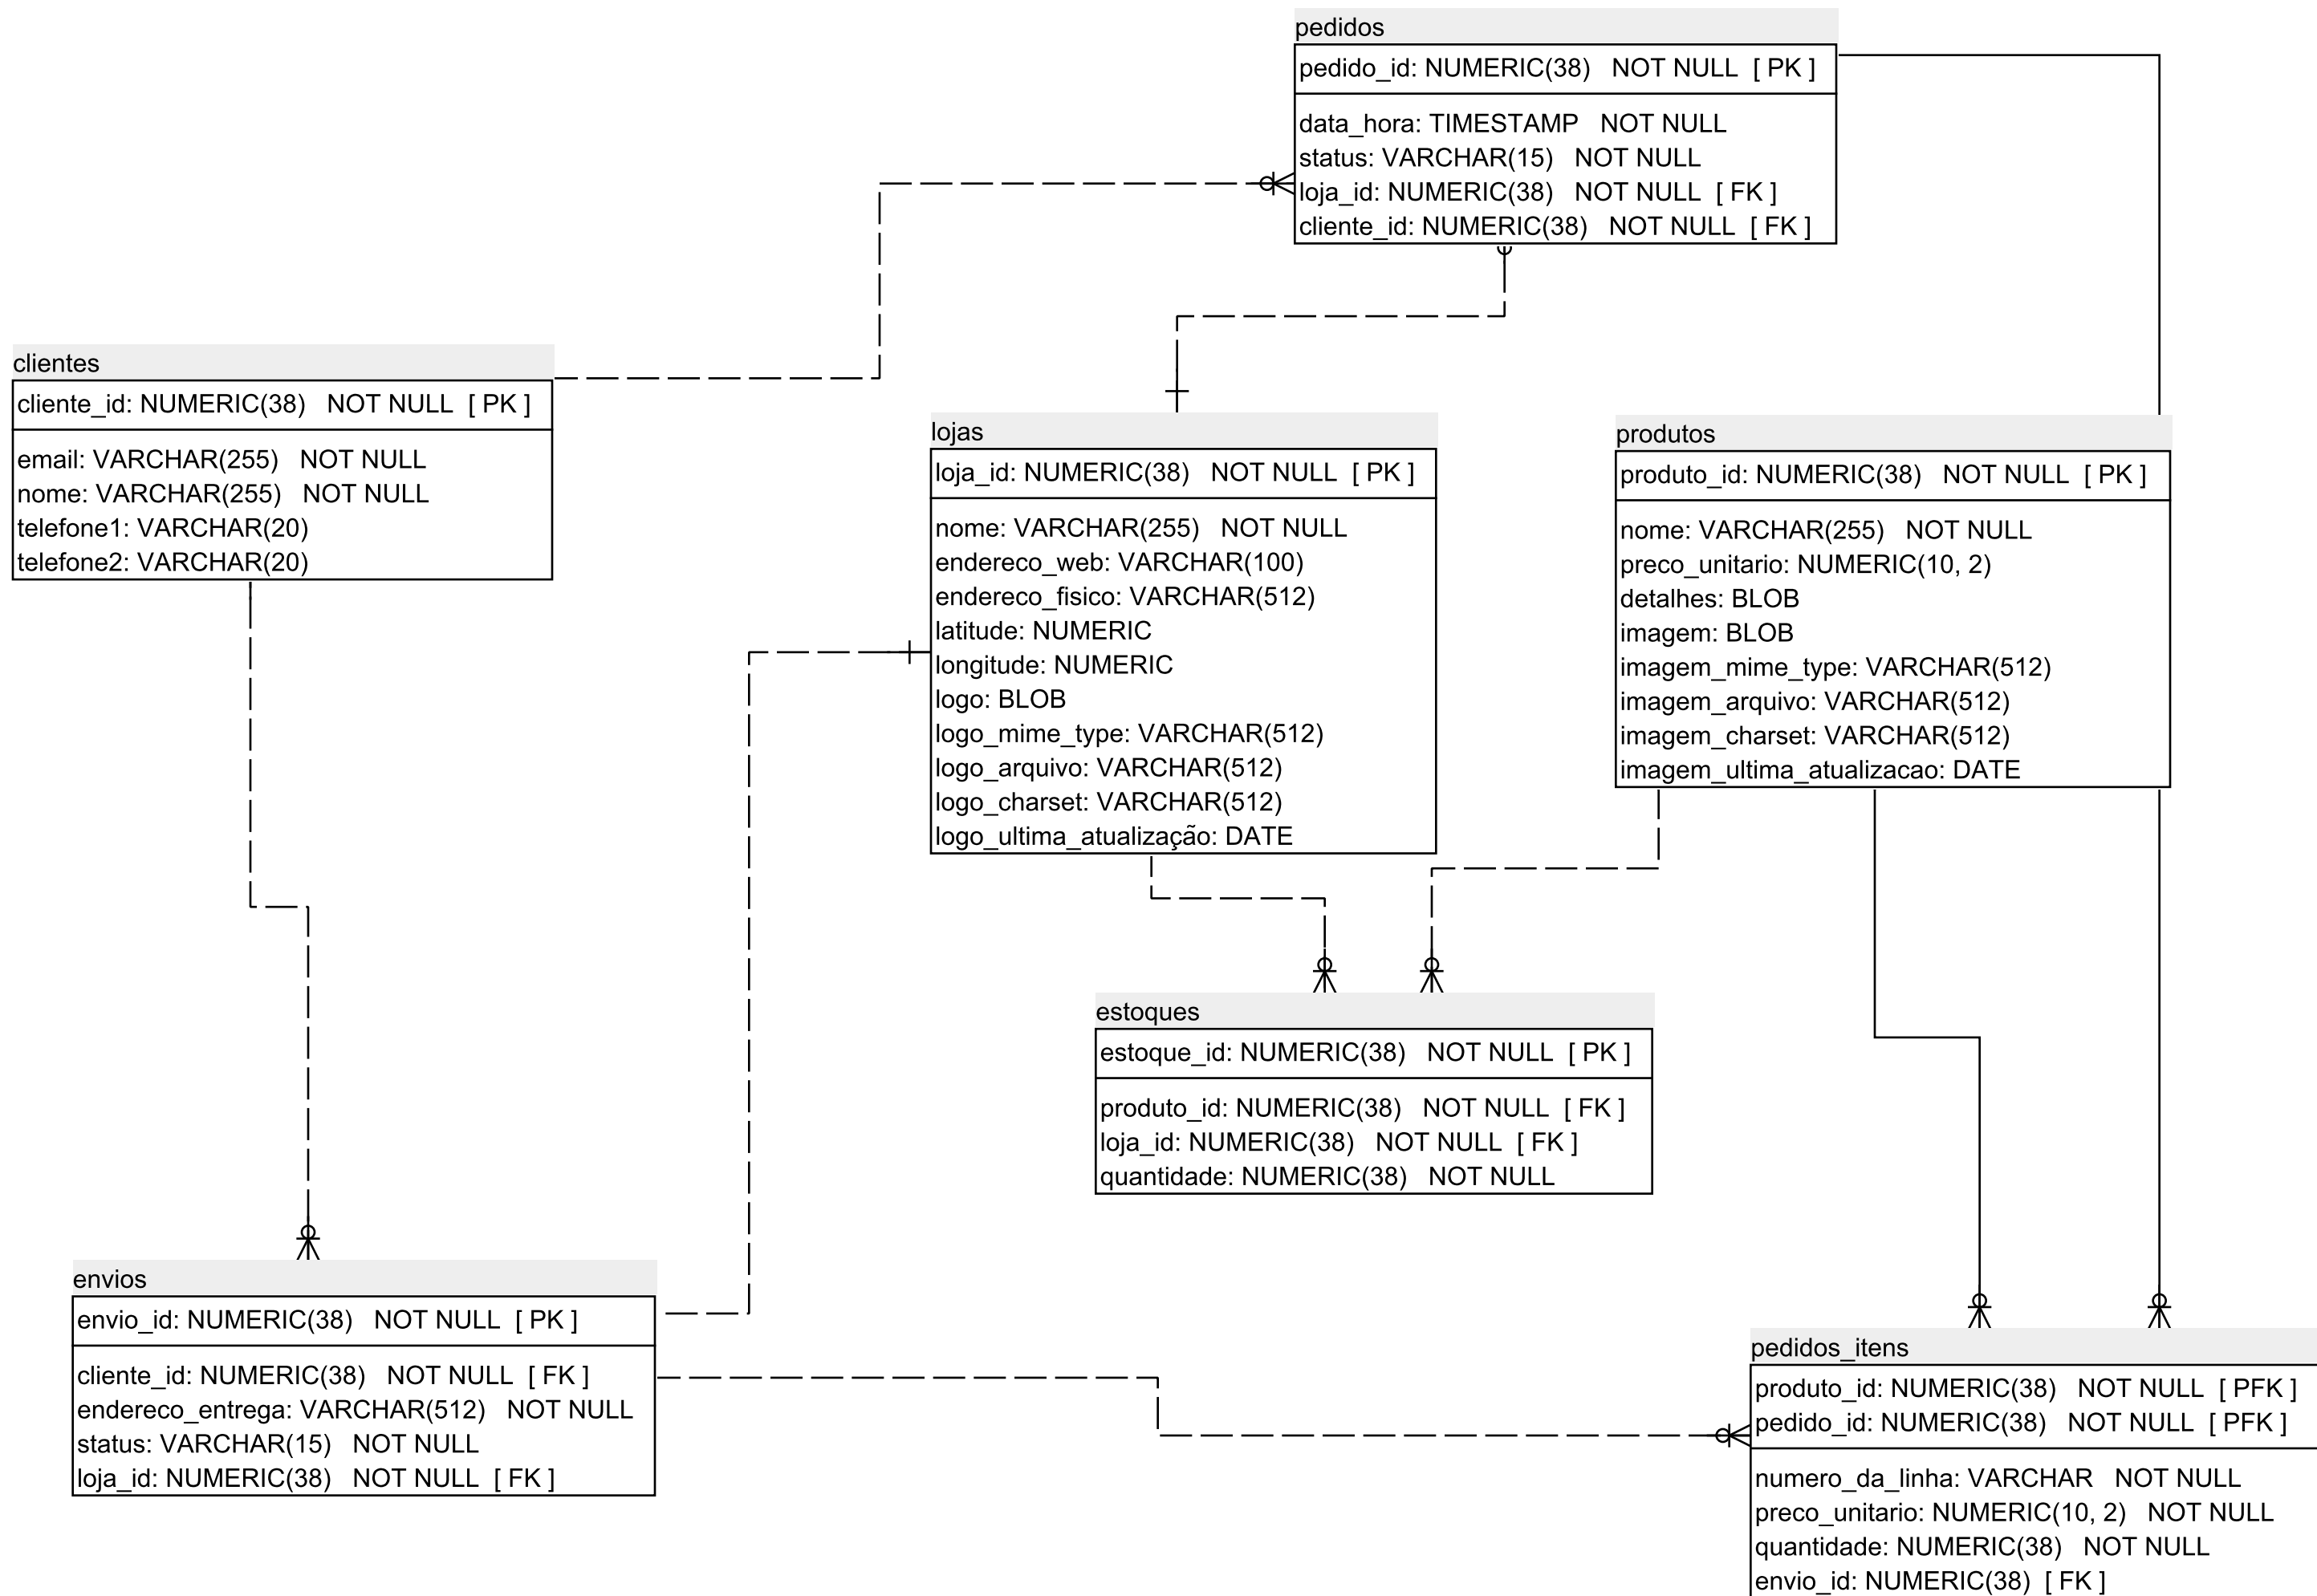 pedidos
pedido_id: NUMERIC(38) NOT NULL [ PK ]
data_hora: TIMESTAMP NOT NULL
status: VARCHAR(15) NOT NULL
loja_id: NUMERIC(38) NOT NULL [ FK ]
cliente_id: NUMERIC(38) NOT NULL [ FK ]
clientes
cliente_id: NUMERIC(38) NOT NULL [ PK ]
email: VARCHAR(255) NOT NULL
nome: VARCHAR(255) NOT NULL
telefone1: VARCHAR(20)
telefone2: VARCHAR(20)
lojas
loja_id: NUMERIC(38) NOT NULL [ PK ]
nome: VARCHAR(255) NOT NULL
endereco_web: VARCHAR(100)
endereco_fisico: VARCHAR(512)
latitude: NUMERIC
longitude: NUMERIC
logo: BLOB
logo_mime_type: VARCHAR(512)
logo_arquivo: VARCHAR(512)
logo_charset: VARCHAR(512)
logo_ultima_atualização: DATE
produtos
produto_id: NUMERIC(38) NOT NULL [ PK ]
nome: VARCHAR(255) NOT NULL
preco_unitario: NUMERIC(10, 2)
detalhes: BLOB
imagem: BLOB
imagem_mime_type: VARCHAR(512)
imagem_arquivo: VARCHAR(512)
imagem_charset: VARCHAR(512)
imagem_ultima_atualizacao: DATE
estoques
estoque_id: NUMERIC(38) NOT NULL [ PK ]
produto_id: NUMERIC(38) NOT NULL [ FK ]
loja_id: NUMERIC(38) NOT NULL [ FK ]
quantidade: NUMERIC(38) NOT NULL
envios
envio_id: NUMERIC(38) NOT NULL [ PK ]
cliente_id: NUMERIC(38) NOT NULL [ FK ]
endereco_entrega: VARCHAR(512) NOT NULL
status: VARCHAR(15) NOT NULL
loja_id: NUMERIC(38) NOT NULL [ FK ]
pedidos_itens
produto_id: NUMERIC(38) NOT NULL [ PFK ]
pedido_id: NUMERIC(38) NOT NULL [ PFK ]
numero_da_linha: VARCHAR NOT NULL
preco_unitario: NUMERIC(10, 2) NOT NULL
quantidade: NUMERIC(38) NOT NULL
envio_id: NUMERIC(38) [ FK ]